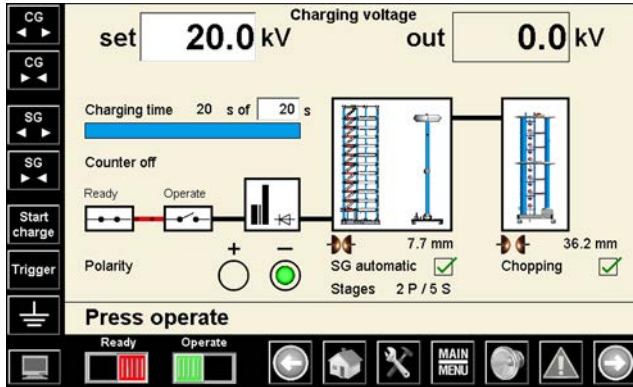 CG
CG
SG
SG
Start
charge
Trigger
Charging voltage
set 20.0 kV out 0.0 kV
Charging time 20 s of 20 s
Counter off
Ready Operate
+ −
Polarity
7.7 mm
SG automatic
Stages 2 P / 5 S
36.2 mm
Chopping
Press operate
Ready Operate
MAIN
MENU